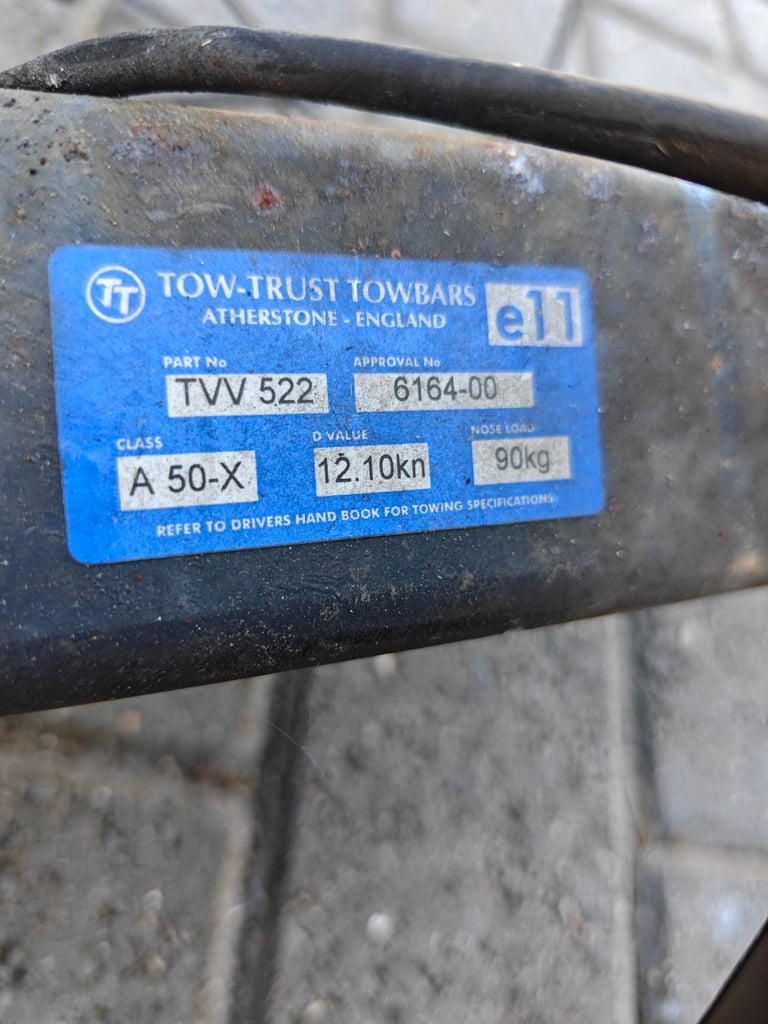 TT TOW-TRUST TOWBARS e11
ATHERSTONE - ENGLAND
PART No APPROVAL No
TVV 522 6164-00
CLASS D VALUE NOSE LOAD
A 50-X 12.10kn 90kg
REFER TO DRIVERS HAND BOOK FOR TOWING SPECIFICATIONS